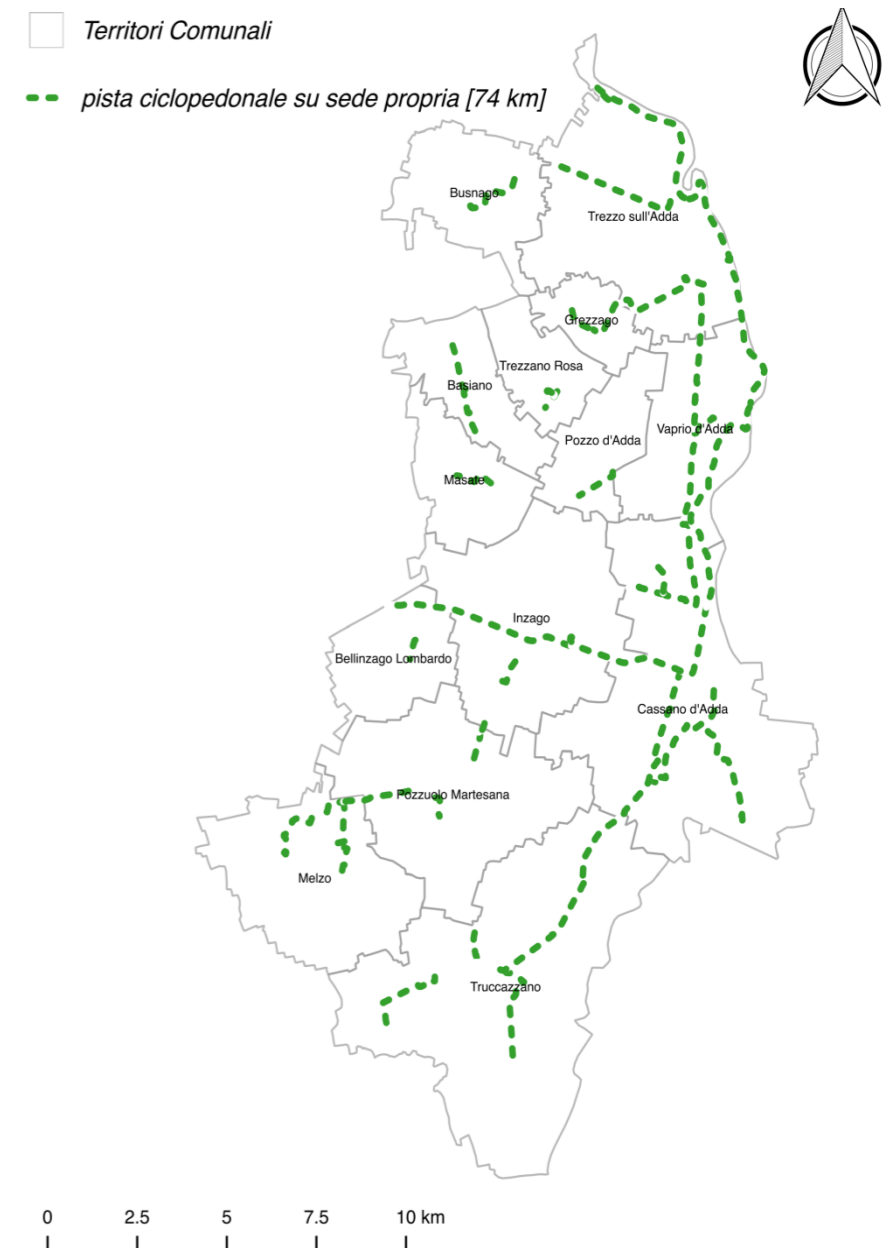 Territori Comunali
pista ciclopedonale su sede propria [74 km]
Busnago
Trezzo sull'Adda
Grezzago
Trezzano Rosa
Basiano
Pozzo d'Adda
Vaprio d'Adda
Masate
Inzago
Bellinzago Lombardo
Cassano d'Adda
Pozzuolo Martesana
Melzo
Truccazzano
0 2.5 5 7.5 10 km